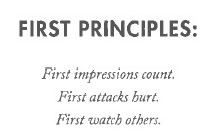 FIRST PRINCIPLES:
First impressions count.
First attacks hurt.
First watch others.